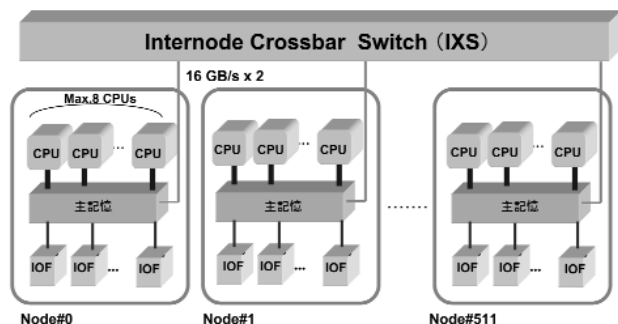 Internode Crossbar Switch（IXS）
16 GB/s x 2
Max.8 CPUs
CPU CPU ... CPU
CPU CPU ... CPU
CPU CPU ... CPU
主記憶
主記憶
主記憶
IOF IOF ... IOF
IOF IOF ... IOF
IOF IOF ... IOF
Node#0
Node#1
Node#511